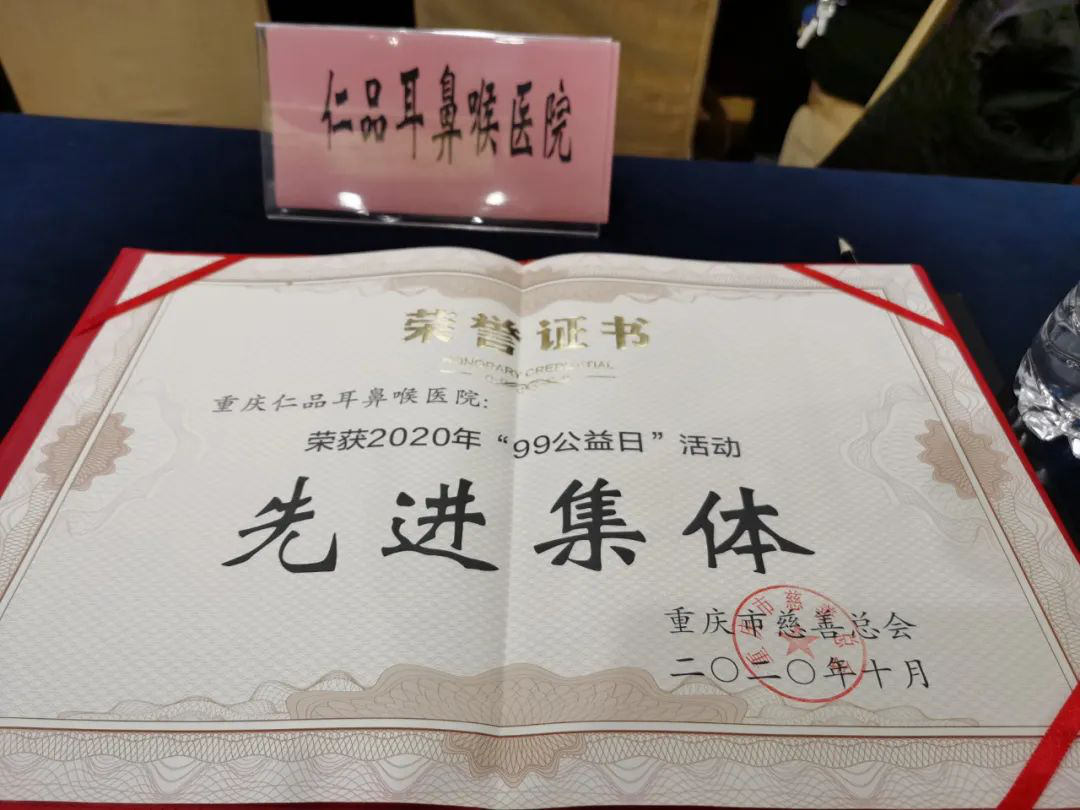 仁品耳鼻喉医院
荣誉证书
HONORARY CREDENTIAL
重庆仁品耳鼻喉医院:
荣获2020年“99公益日”活动
先进集体
重庆市慈善总会
二〇二〇年十月